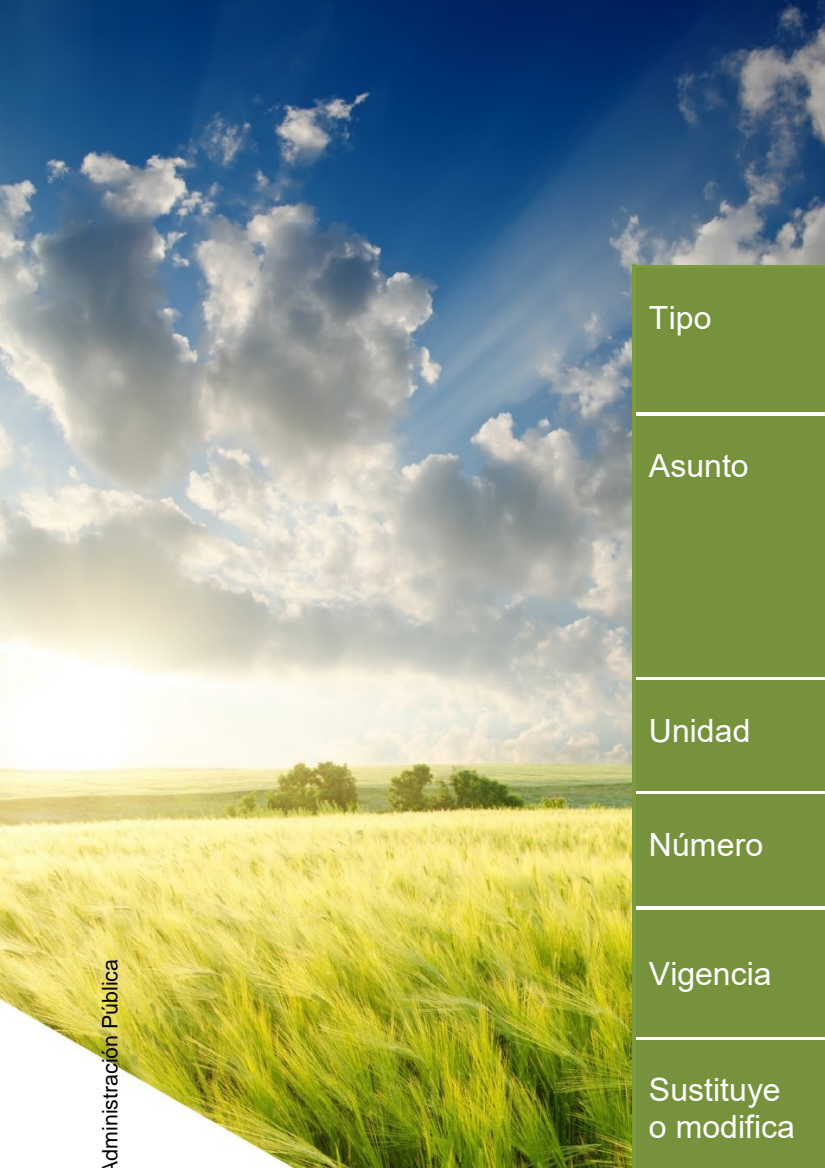 Tipo
Asunto
Unidad
Número
Vigencia
Sustituye
o modifica
Administración Pública